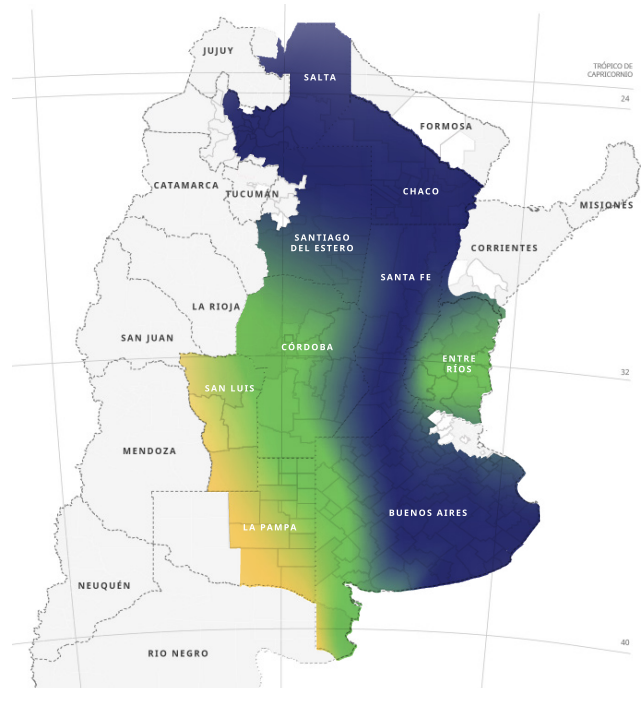 JUJUY
SALTA
TRÓPICO DE
CAPRICORNIO
24
FORMOSA
CATAMARCA
TUCUMÁN
CHACO
MISIONES
SANTIAGO
DEL ESTERO
CORRIENTES
SANTA FE
LA RIOJA
SAN JUAN
CÓRDOBA
ENTRE
RÍOS
32
SAN LUIS
MENDOZA
BUENOS AIRES
LA PAMPA
NEUQUÉN
RIO NEGRO
40